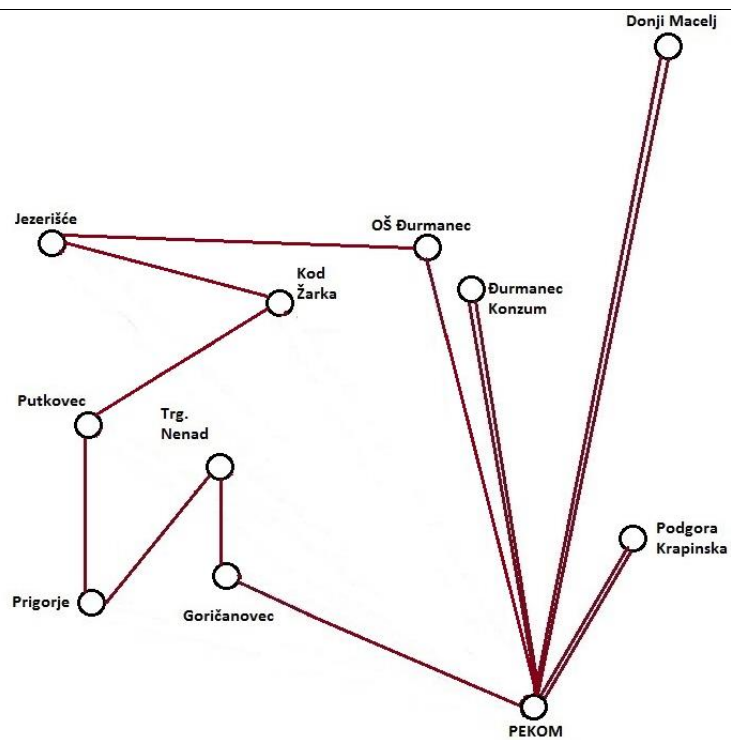 Donji Macelj
Jezerišće
OŠ Đurmanec
Kod
Žarka
Đurmanec
Konzum
Putkovec
Trg.
Nenad
Podgora
Krapinska
Prigorje
Goričanovec
PEKOM